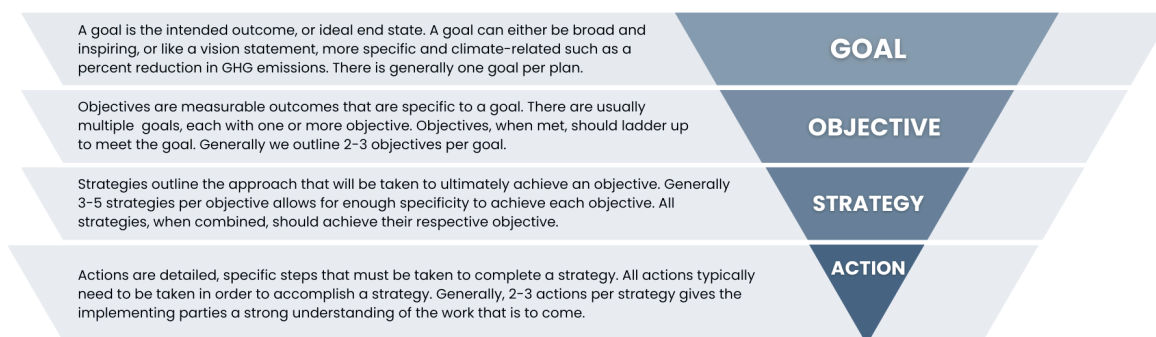 A goal is the intended outcome, or ideal end state. A goal can either be broad and
inspiring, or like a vision statement, more specific and climate-related such as a
percent reduction in GHG emissions. There is generally one goal per plan.
GOAL
Objectives are measurable outcomes that are specific to a goal. There are usually
multiple  goals, each with one or more objective. Objectives, when met, should ladder up
to meet the goal. Generally we outline 2-3 objectives per goal.
OBJECTIVE
Strategies outline the approach that will be taken to ultimately achieve an objective. Generally
3-5 strategies per objective allows for enough specificity to achieve each objective. All
strategies, when combined, should achieve their respective objective.
STRATEGY
Actions are detailed, specific steps that must be taken to complete a strategy. All actions typically
need to be taken in order to accomplish a strategy. Generally, 2-3 actions per strategy gives the
implementing parties a strong understanding of the work that is to come.
ACTION